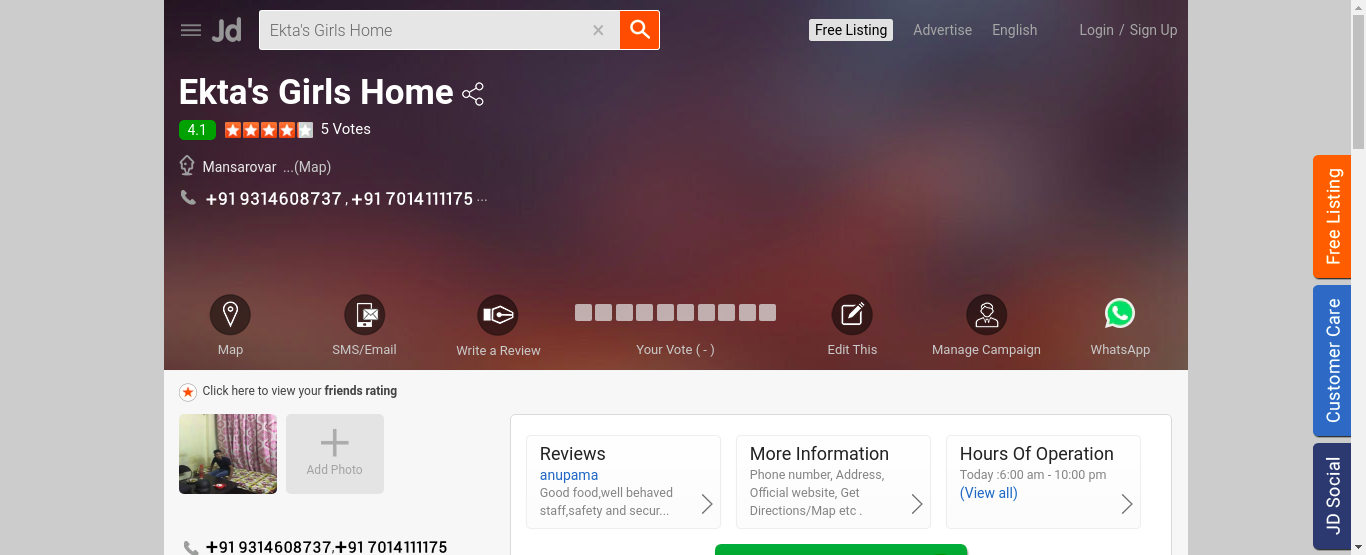 Jd Ekta's Girls Home × Free Listing Advertise English Login / Sign Up
Ekta's Girls Home
4.1 5 Votes
Mansarovar ...(Map)
+91 9314608737 , +91 7014111175 ...
Map SMS/Email Write a Review Your Vote ( - ) Edit This Manage Campaign WhatsApp
Click here to view your friends rating
Add Photo
Reviews
anupama
Good food,well behaved
staff,safety and secur...
More Information
Phone number, Address,
Official website, Get
Directions/Map etc .
Hours Of Operation
Today :6:00 am - 10:00 pm
(View all)
+91 9314608737,+91 7014111175
Free Listing
Customer Care
JD Social